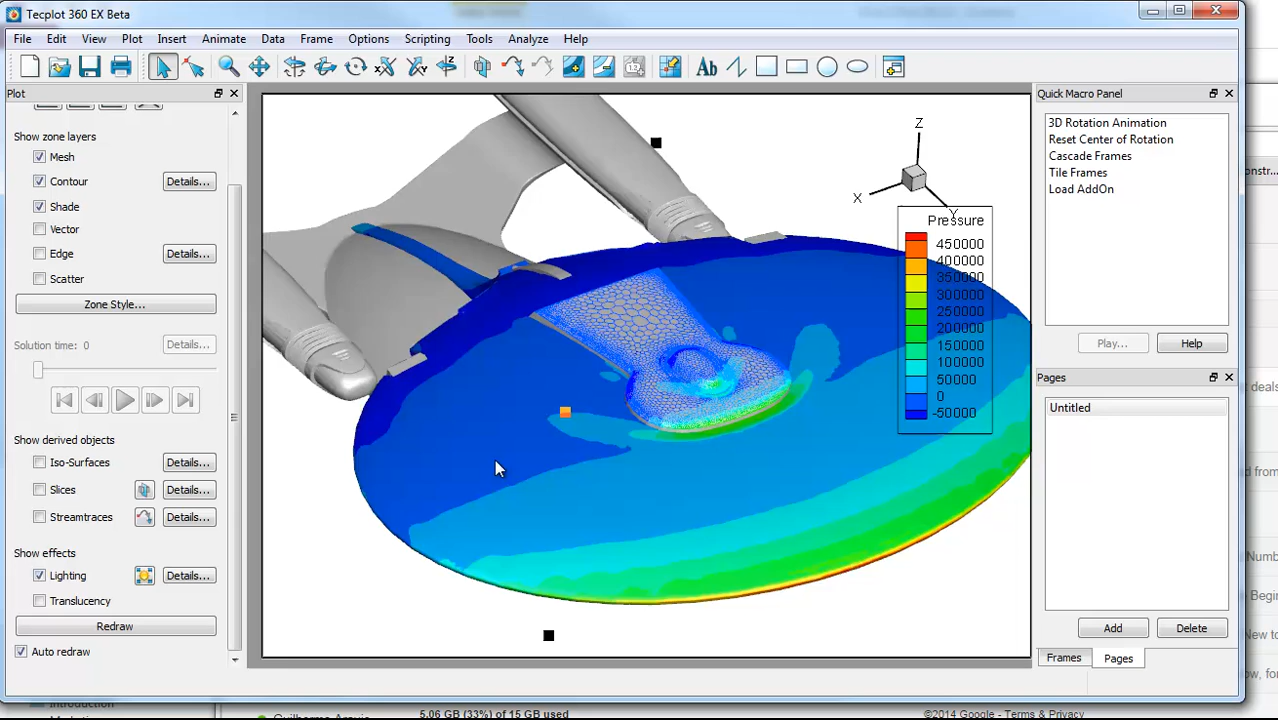 Tecplot 360 EX Beta
File Edit View Plot Insert Animate Data Frame Options Scripting Tools Analyze Help
Plot
Show zone layers
Mesh
Contour Details...
Shade
Vector
Edge Details...
Scatter
Zone Style...
Solution time: 0 Details...
Show derived objects
Iso-Surfaces Details...
Slices Details...
Streamtraces Details...
Show effects
Lighting Details...
Translucency
Redraw
Auto redraw
Ab
Z
X
Y
Pressure
450000
400000
350000
300000
250000
200000
150000
100000
50000
0
-50000
Quick Macro Panel
3D Rotation Animation
Reset Center of Rotation
Cascade Frames
Tile Frames
Load AddOn
Play... Help
Pages
Untitled
Add Delete
Frames Pages
5.06 GB (33%) of 15 GB used
©2014 Google - Terms & Privacy